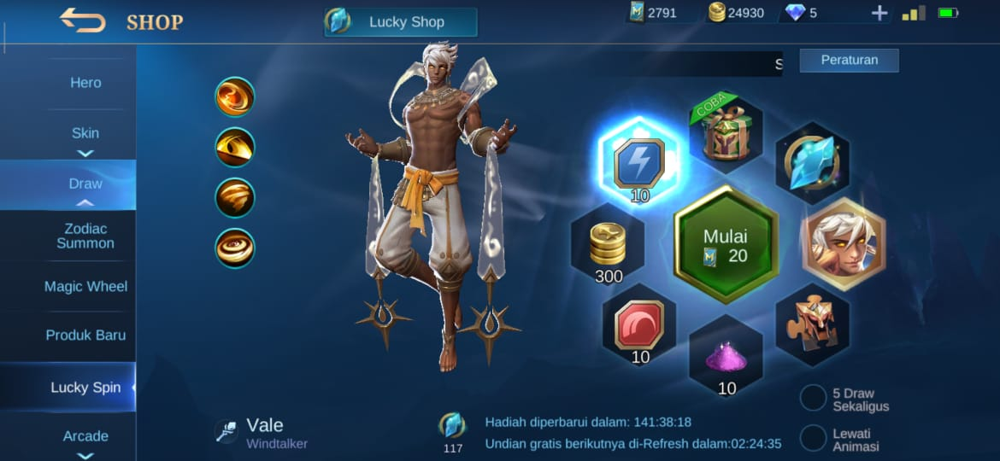 SHOP
Lucky Shop
2791
24930
5
Peraturan
Hero
Skin
Draw
Zodiac
Summon
Magic Wheel
Produk Baru
Lucky Spin
Arcade
COBA
10
300
10
10
Mulai
20
5 Draw
Sekaligus
Lewati
Animasi
Vale
Windtalker
117
Hadiah diperbarui dalam: 141:38:18
Undian gratis berikutnya di-Refresh dalam:02:24:35